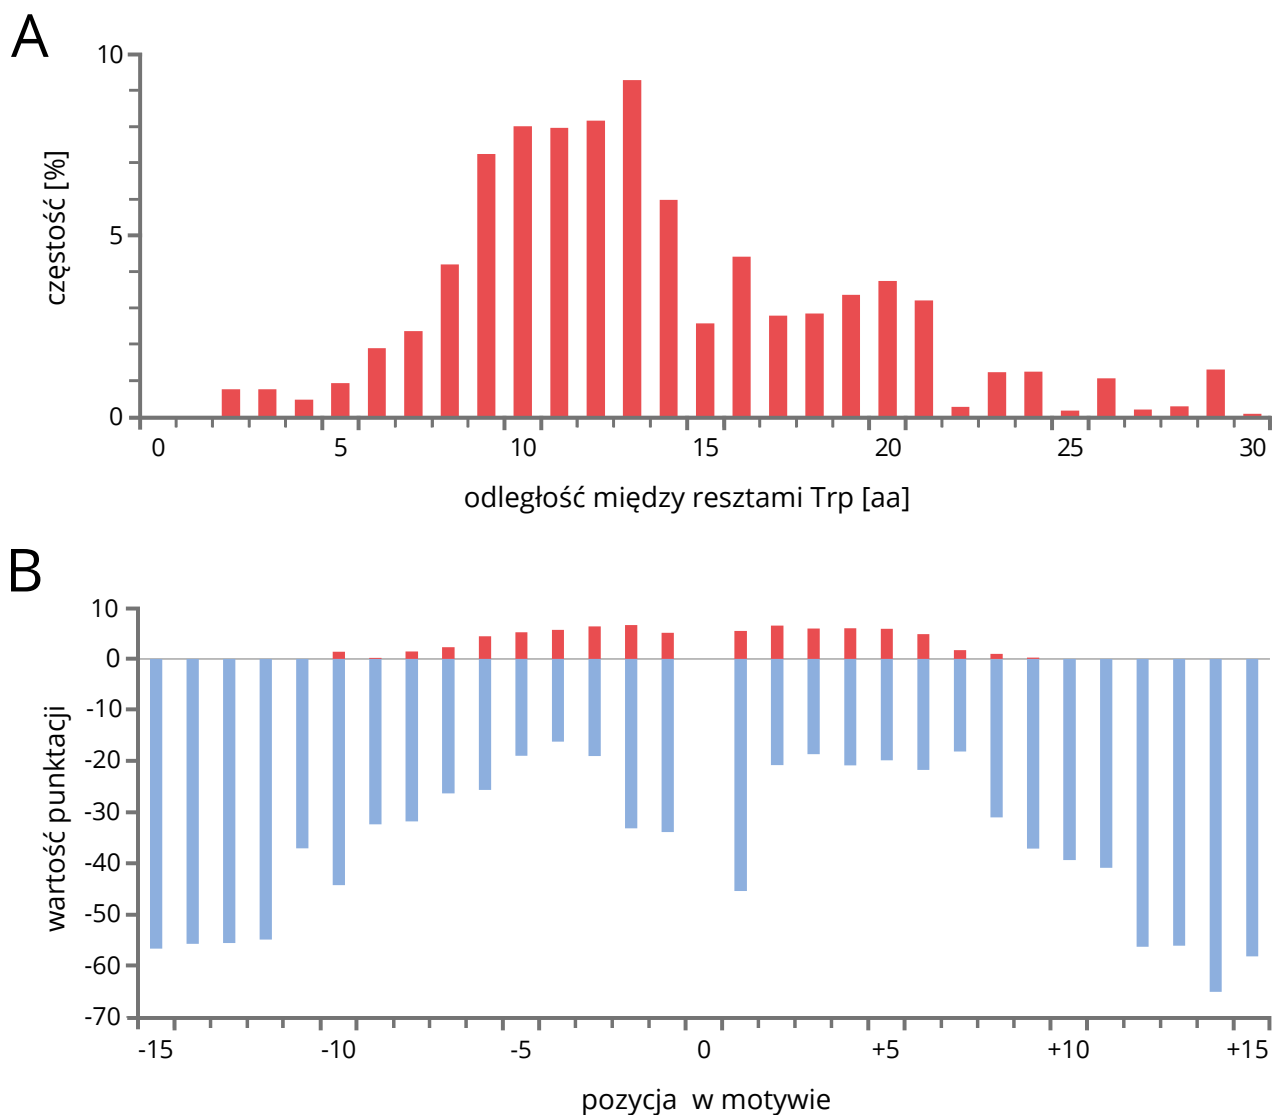 A
częstość [%]
10
5
0
0 5 10 15 20 25 30
odległość między resztami Trp [aa]
B
wartość punktacji
10
0
-10
-20
-30
-40
-50
-60
-70
-15 -10 -5 0 +5 +10 +15
pozycja w motywie